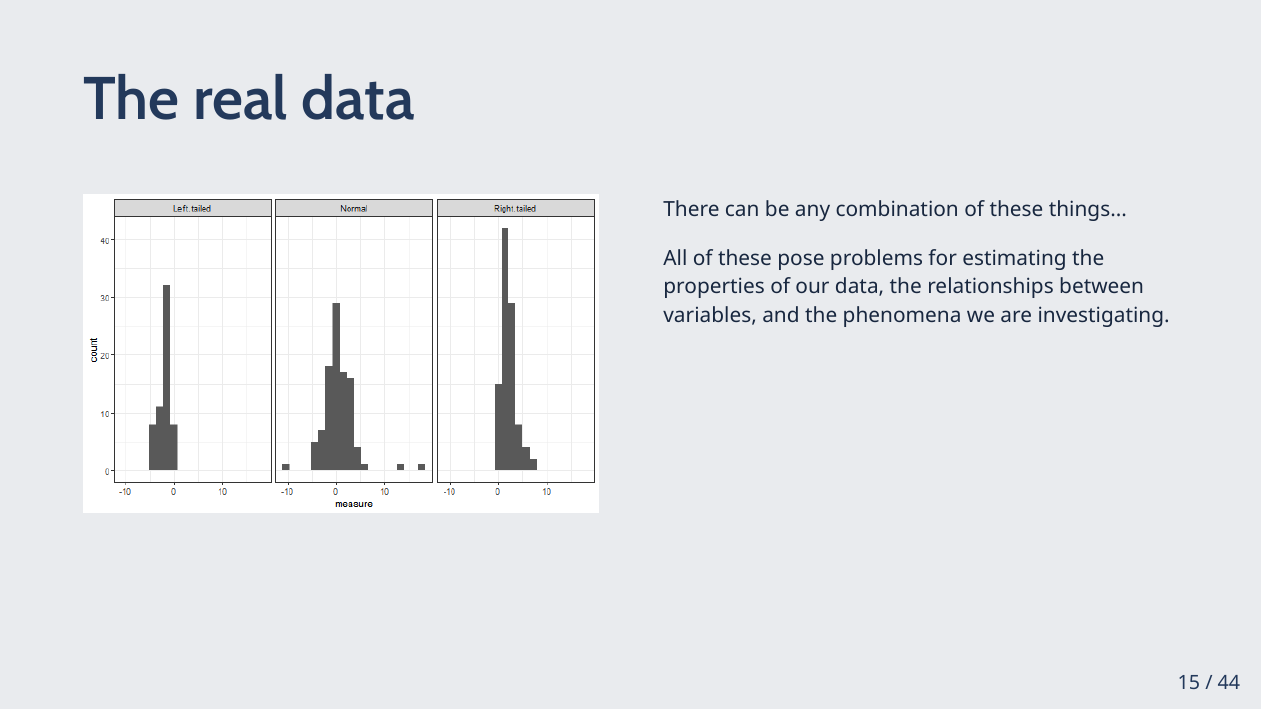 The real data
Left.tailed
Normal
Right.tailed
40
30
20
10
0
count
-10 0 10
-10 0 10
-10 0 10
measure
There can be any combination of these things...
All of these pose problems for estimating the
properties of our data, the relationships between
variables, and the phenomena we are investigating.
15 / 44